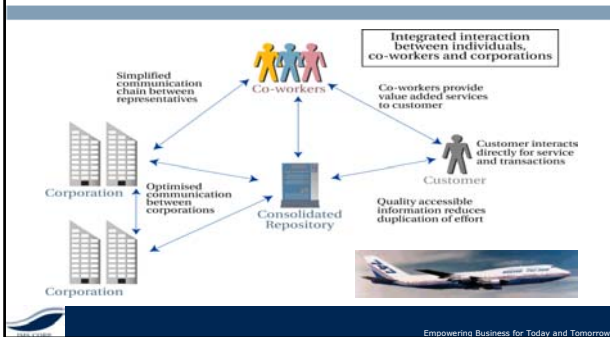 Integrated interaction
between individuals,
co-workers and corporations
Simplified
communication
chain between
representatives
Co-workers
Co-workers provide
value added services
to customer
Customer interacts
directly for service
and transactions
Customer
Corporation
Optimised
communication
between
corporations
Consolidated
Repository
Quality accessible
information reduces
duplication of effort
Corporation
747
Empowering Business for Today and Tomorrow